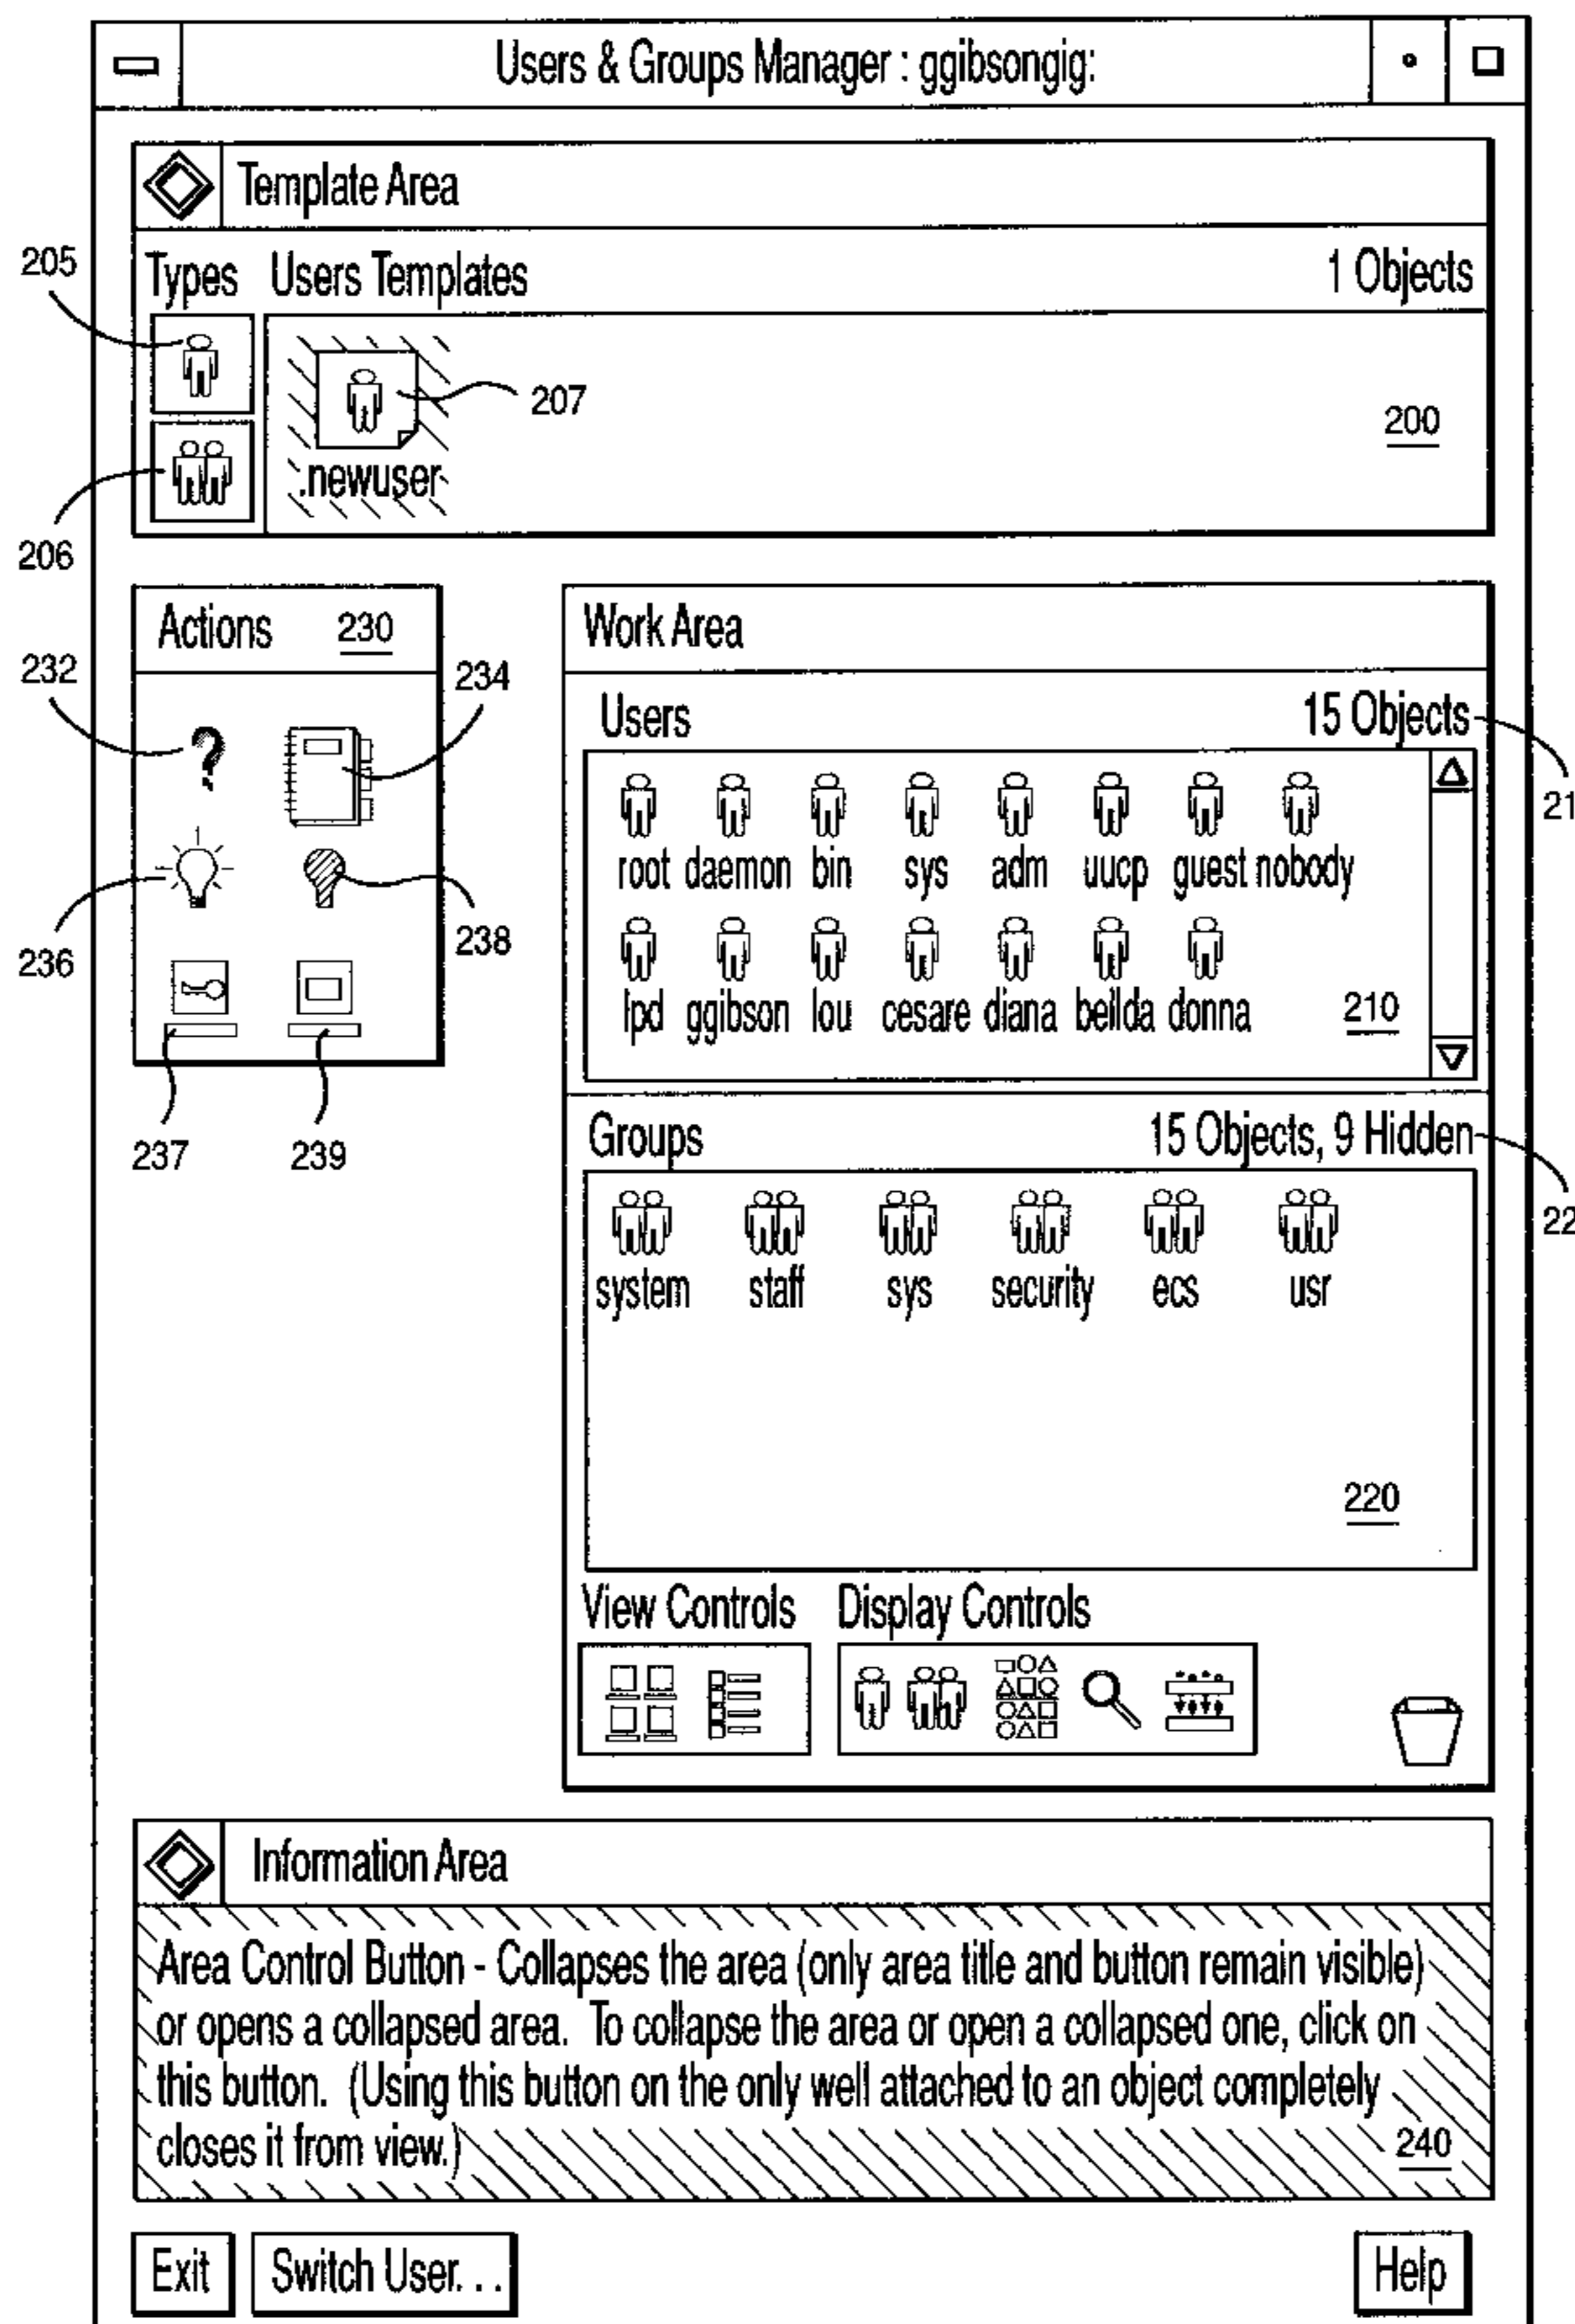 Users & Groups Manager : ggibsongig:
Template Area
Types Users Templates 1 Objects
205
207
200
.newuser
206
Actions 230
Work Area
232
234
Users 15 Objects
21
root daemon bin sys adm uucp guest nobody
236
238
lpd ggibson lou cesare diana beilda donna
210
237
239
Groups 15 Objects, 9 Hidden
22
system staff sys security ecs usr
220
View Controls Display Controls
Information Area
Area Control Button - Collapses the area (only area title and button remain visible)
or opens a collapsed area. To collapse the area or open a collapsed one, click on
this button. (Using this button on the only well attached to an object completely
closes it from view.)
240
Exit Switch User. . . Help